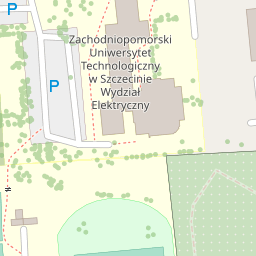 P
Zachodniopomorski
Uniwersytet
Technologiczny
w Szczecinie
Wydział
Elektryczny
P